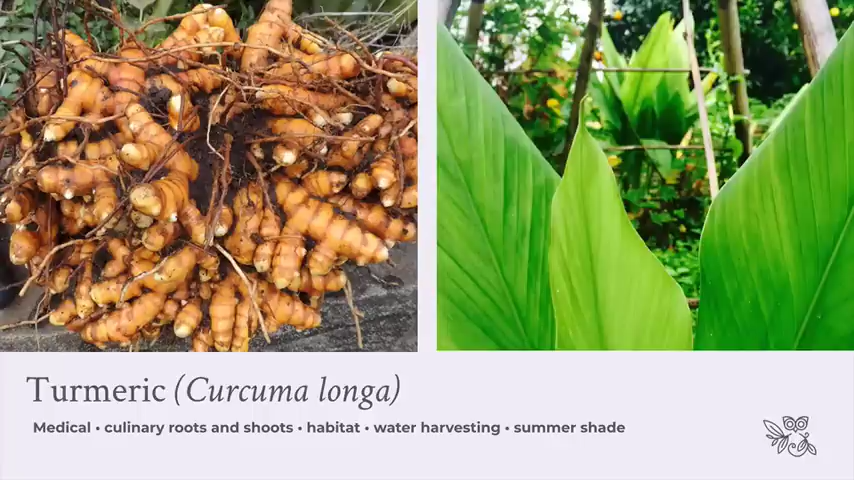 Turmeric (Curcuma longa)
Medical • culinary roots and shoots • habitat • water harvesting • summer shade